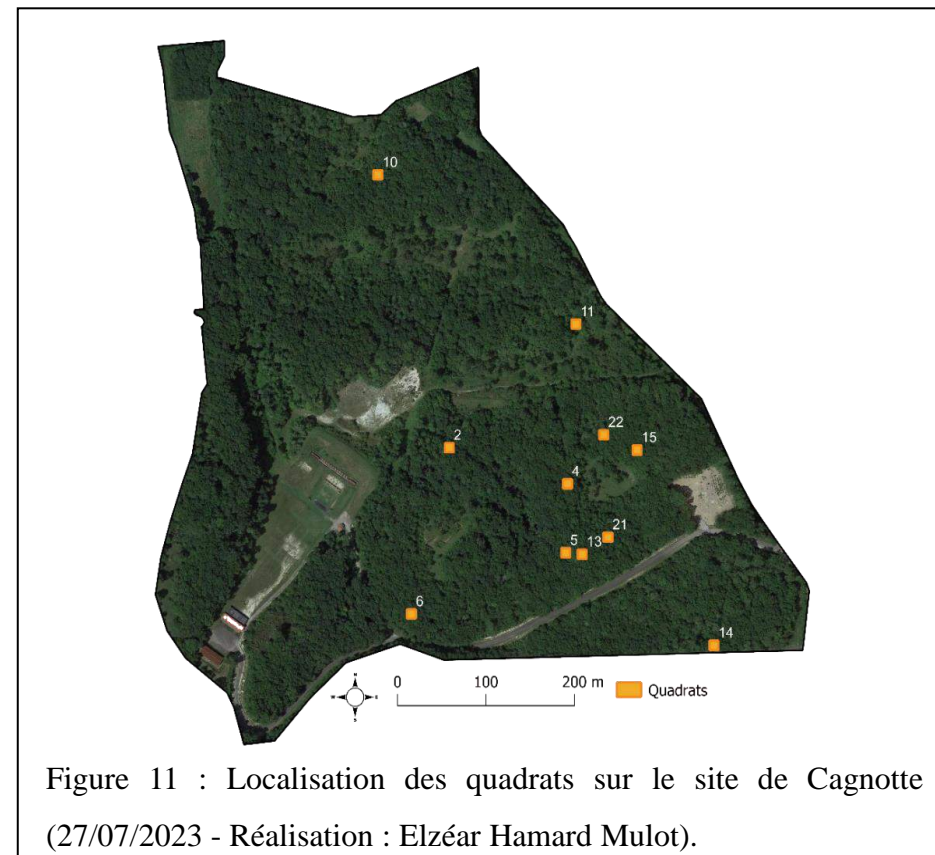 10
11
22
2
15
4
21
5 13
6
14
N
W E
S
0 100 200 m
Quadrats
Figure 11 : Localisation des quadrats sur le site de Cagnotte
(27/07/2023 - Réalisation : Elzéar Hamard Mulot).